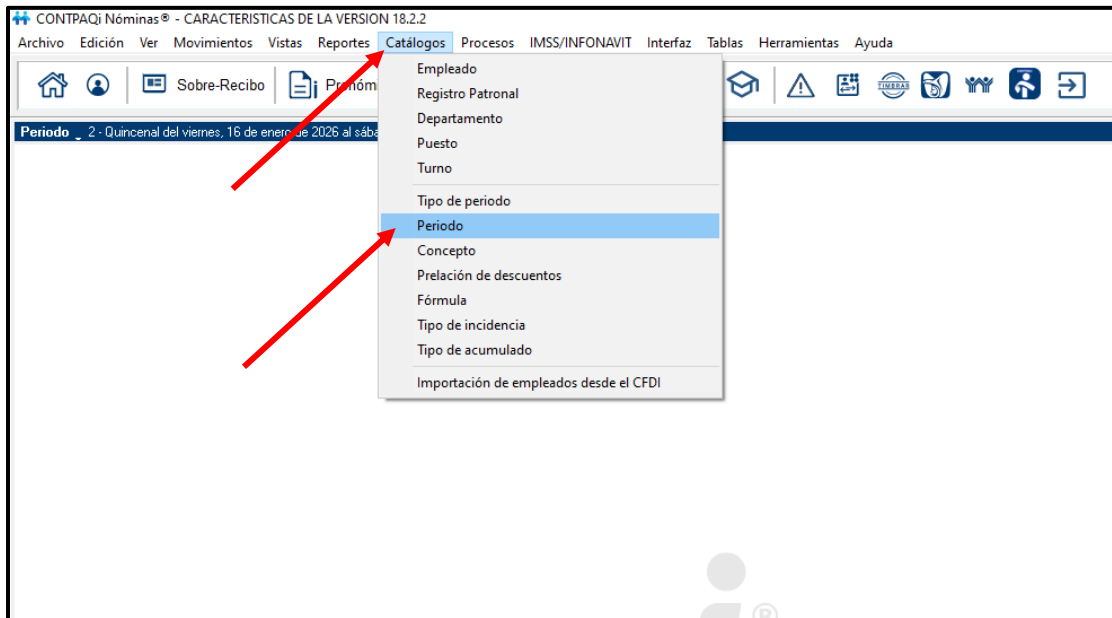 CONTPAQi Nóminas® - CARACTERISTICAS DE LA VERSION 18.2.2
Archivo Edición Ver Movimientos Vistas Reportes Catálogos Procesos IMSS/INFONAVIT Interfaz Tablas Herramientas Ayuda
Sobre-Recibo
TIMBRAR
Periodo 2 - Quincenal del viernes, 16 de enero de 2026 al
Empleado
Registro Patronal
Departamento
Puesto
Turno
Tipo de periodo
Periodo
Concepto
Prelación de descuentos
Fórmula
Tipo de incidencia
Tipo de acumulado
Importación de empleados desde el CFDI
®